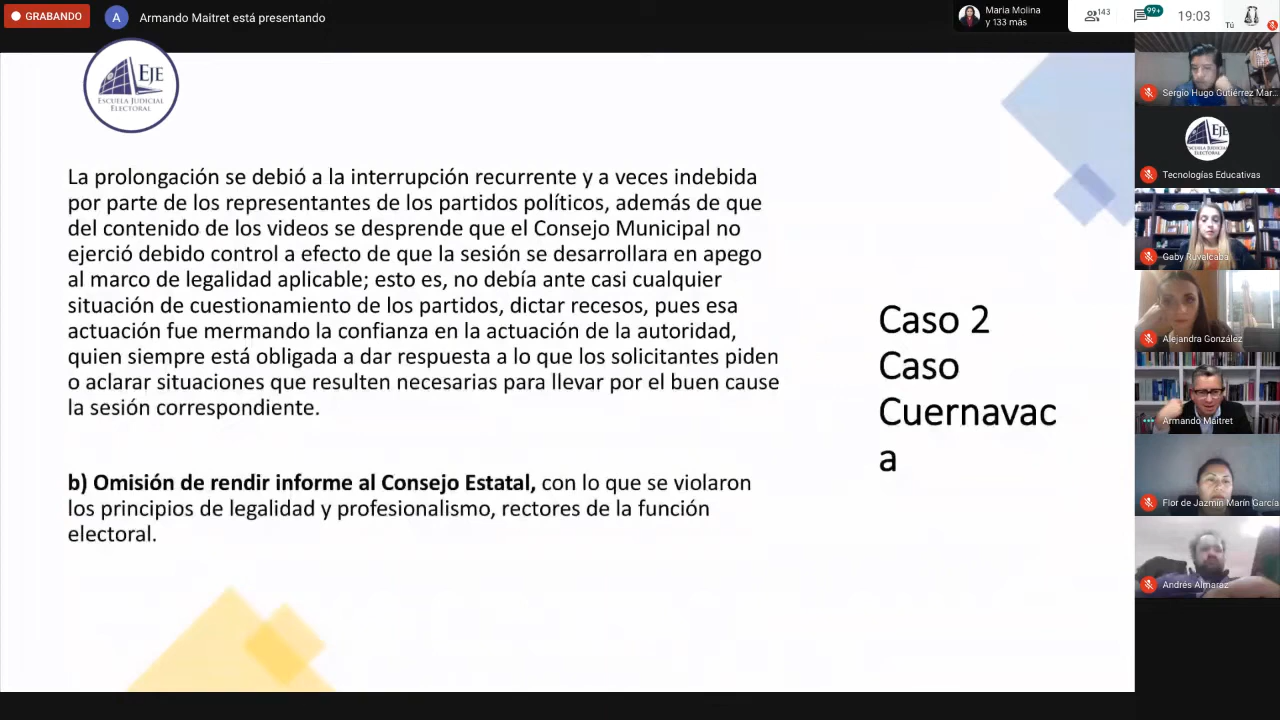 GRABANDO
A
Armando Maitret está presentando
Maria Molina
y 133 más
143
99+
19:03
Tú
EJE
ESCUELA JUDICIAL
ELECTORAL
La prolongación se debió a la interrupción recurrente y a veces indebida
por parte de los representantes de los partidos políticos, además de que
del contenido de los videos se desprende que el Consejo Municipal no
ejerció debido control a efecto de que la sesión se desarrollara en apego
al marco de legalidad aplicable; esto es, no debía ante casi cualquier
situación de cuestionamiento de los partidos, dictar recesos, pues esa
actuación fue mermando la confianza en la actuación de la autoridad,
quien siempre está obligada a dar respuesta a lo que los solicitantes piden
o aclarar situaciones que resulten necesarias para llevar por el buen cause
la sesión correspondiente.
b) Omisión de rendir informe al Consejo Estatal, con lo que se violaron
los principios de legalidad y profesionalismo, rectores de la función
electoral.
Caso 2
Caso
Cuernavac
a
Sergio Hugo Gutiérrez Mar...
EJE
Tecnologías Educativas
Gaby Ruvalcaba
Alejandra González
Armando Maitret
Flor de Jazmín Marín García
Andrés Almaraz